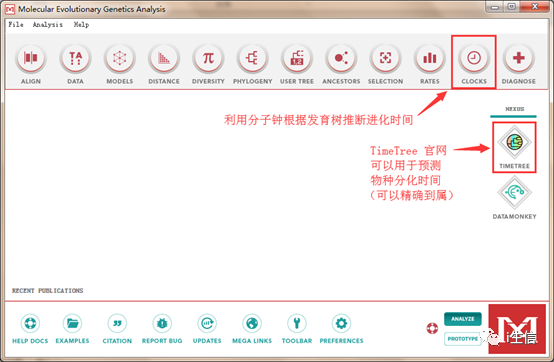 Molecular Evolutionary Genetics Analysis
File Analysis Help
ALIGN DATA MODELS DISTANCE DIVERSITY PHYLOGENY USER TREE ANCESTORS SELECTION RATES CLOCKS DIAGNOSE
TA
π
1.2
利用分子钟根据发育树推断进化时间
NEXUS
TimeTree 官网
可以用于预测
物种分化时间
（可以精确到属）
TIMETREE
DATAMONKEY
RECENT PUBLICATIONS
HELP DOCS EXAMPLES CITATION REPORT BUG UPDATES MEGA LINKS TOOLBAR PREFERENCES
ANALYZE
PROTOTYPE
M
生信